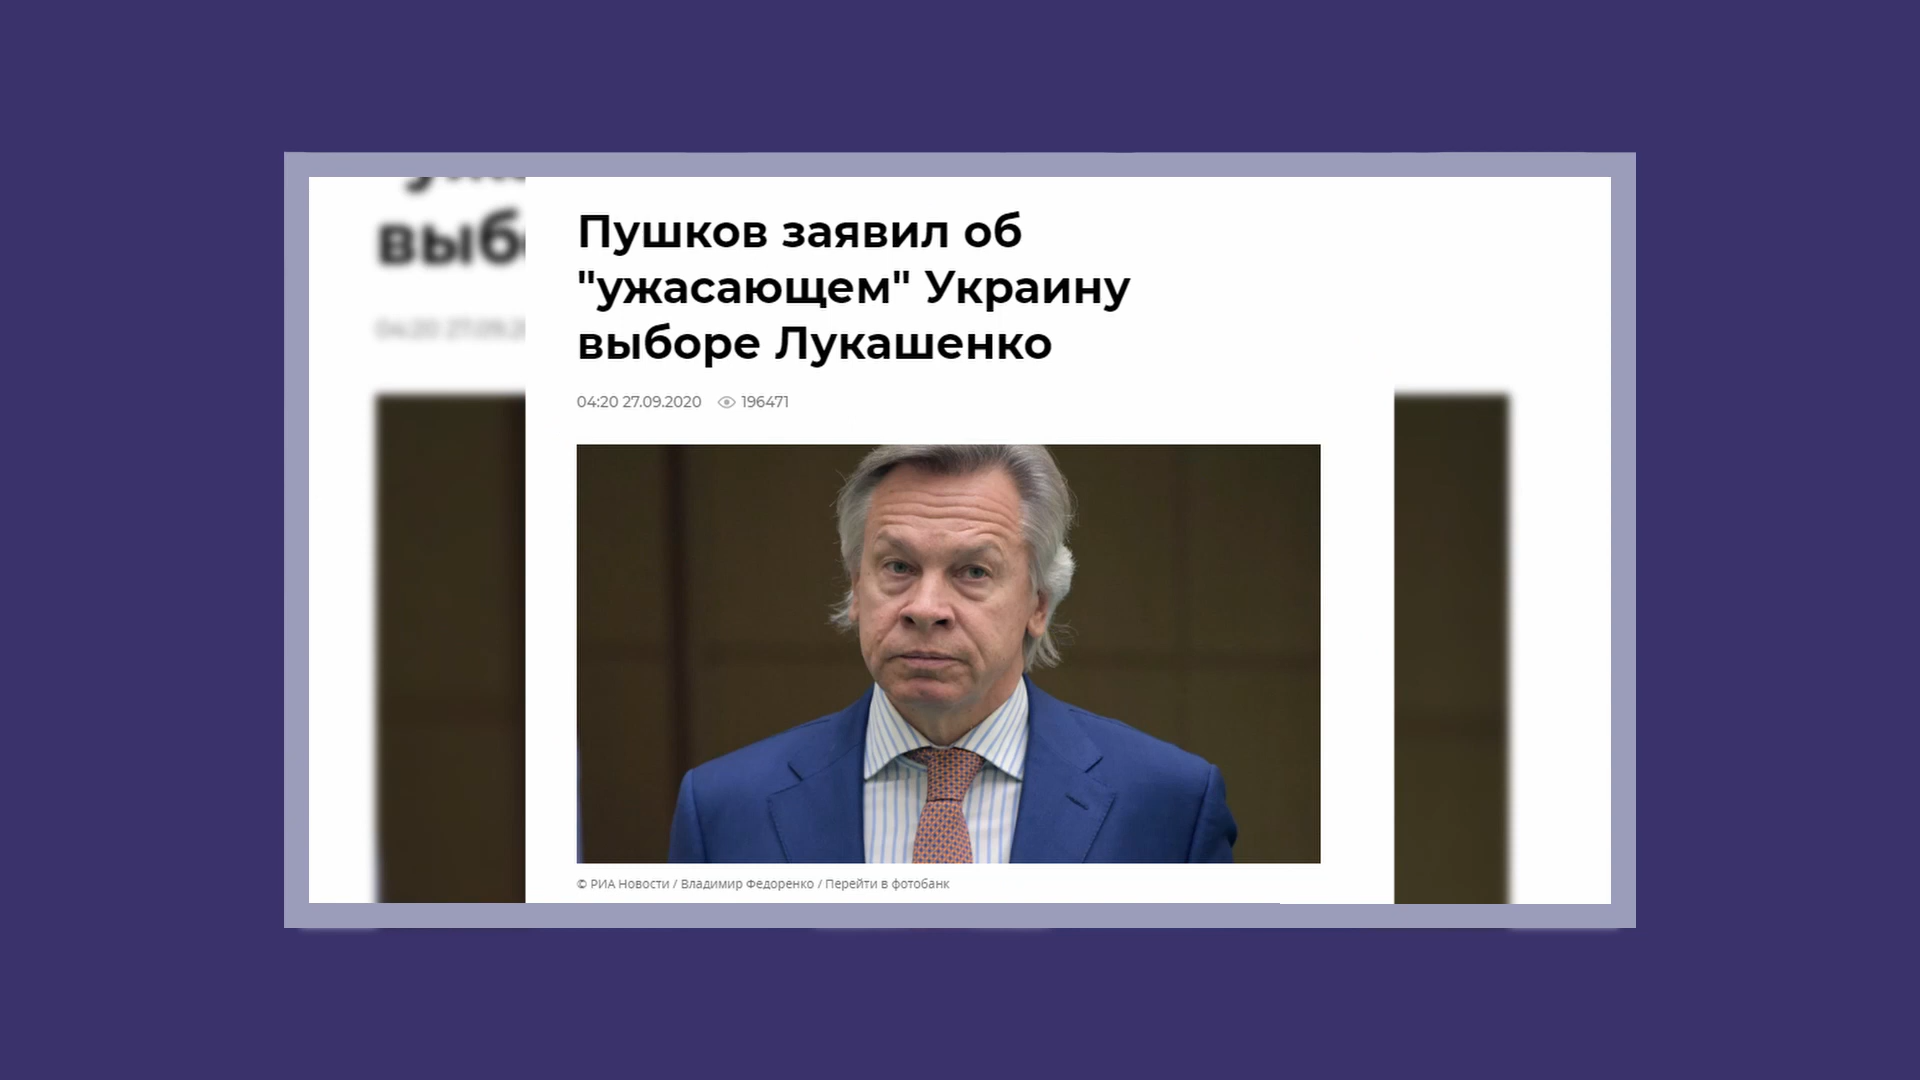 Пушков заявил об
"ужасающем" Украину
выборе Лукашенко
04:20 27.09.2020 196471
© РИА Новости / Владимир Федоренко / Перейти в фотобанк